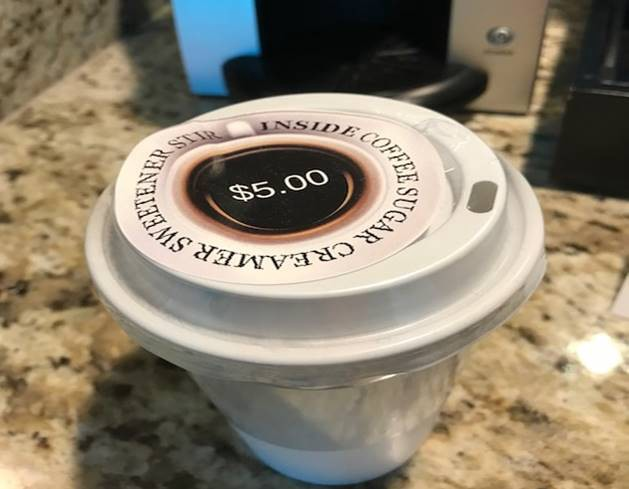 INSIDE COFFEE SUGAR CREAMER SWEETENER STIR
$5.00